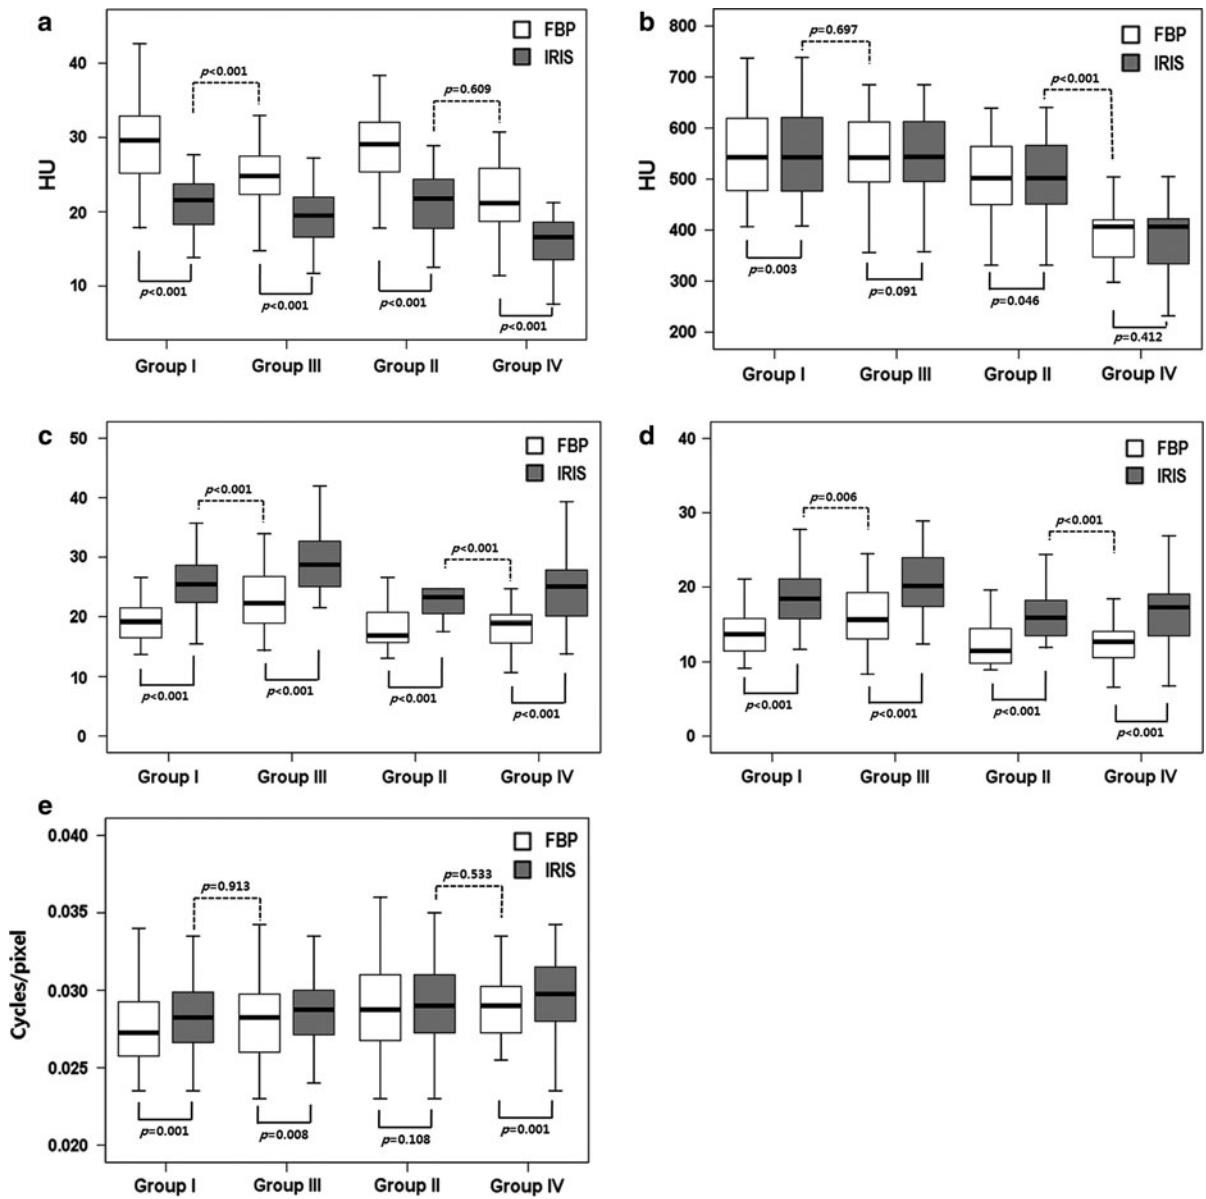 a
FBP
IRIS
40
30
20
10
HU
p<0.001
p=0.609
p<0.001
p<0.001
p<0.001
p<0.001
Group I
Group III
Group II
Group IV
b
FBP
IRIS
800
700
600
500
400
300
200
HU
p=0.697
p<0.001
p=0.003
p=0.091
p=0.046
p=0.412
Group I
Group III
Group II
Group IV
c
FBP
IRIS
50
40
30
20
10
0
p<0.001
p<0.001
p<0.001
p<0.001
p<0.001
p<0.001
Group I
Group III
Group II
Group IV
d
FBP
IRIS
40
30
20
10
0
p=0.006
p<0.001
p<0.001
p<0.001
p<0.001
p<0.001
Group I
Group III
Group II
Group IV
e
FBP
IRIS
0.040
0.035
0.030
0.025
0.020
Cycles/pixel
p=0.913
p=0.533
p=0.001
p=0.008
p=0.108
p=0.001
Group I
Group III
Group II
Group IV